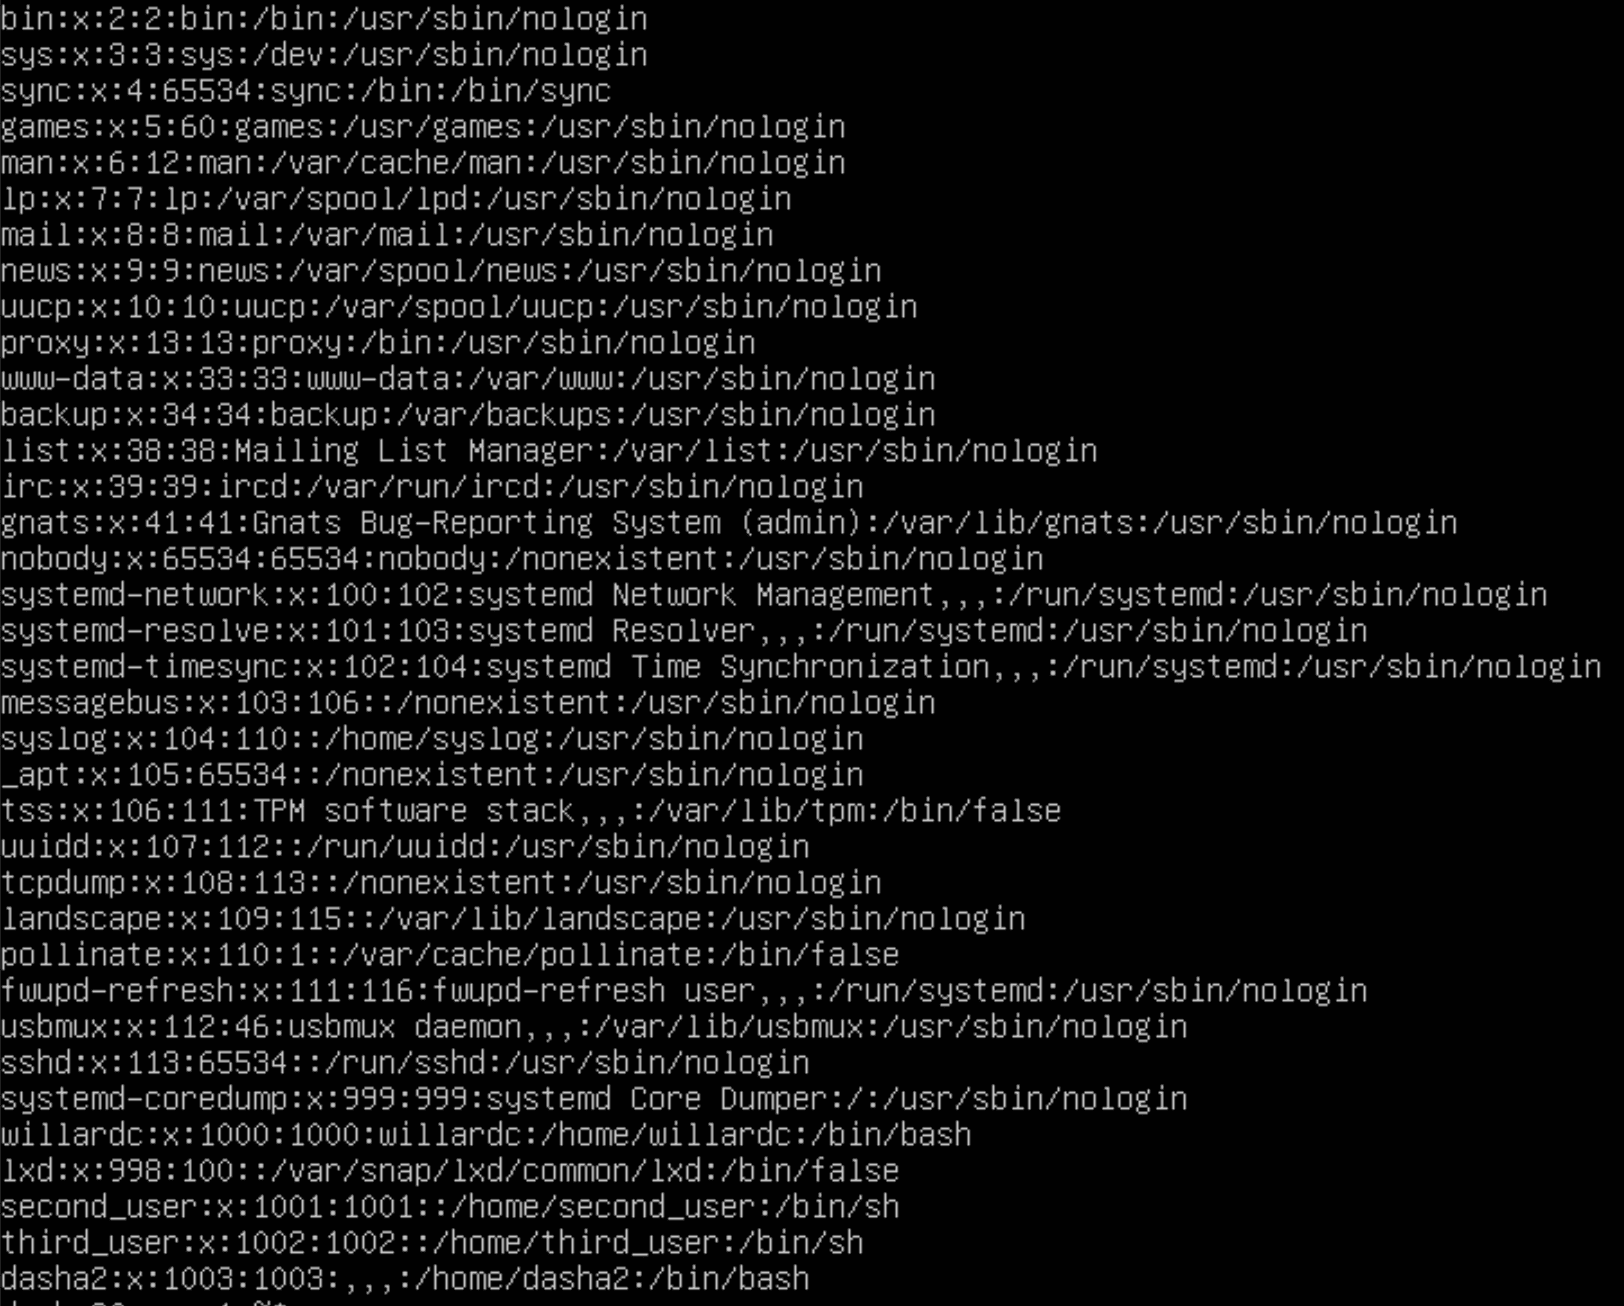 bin:x:2:2:bin:/bin:/usr/sbin/nologin
sys:x:3:3:sys:/dev:/usr/sbin/nologin
sync:x:4:65534:sync:/bin:/bin/sync
games:x:5:60:games:/usr/games:/usr/sbin/nologin
man:x:6:12:man:/var/cache/man:/usr/sbin/nologin
lp:x:7:7:lp:/var/spool/lpd:/usr/sbin/nologin
mail:x:8:8:mail:/var/mail:/usr/sbin/nologin
news:x:9:9:news:/var/spool/news:/usr/sbin/nologin
uucp:x:10:10:uucp:/var/spool/uucp:/usr/sbin/nologin
proxy:x:13:13:proxy:/bin:/usr/sbin/nologin
www-data:x:33:33:www-data:/var/www:/usr/sbin/nologin
backup:x:34:34:backup:/var/backups:/usr/sbin/nologin
list:x:38:38:Mailing List Manager:/var/list:/usr/sbin/nologin
irc:x:39:39:ircd:/var/run/ircd:/usr/sbin/nologin
gnats:x:41:41:Gnats Bug-Reporting System (admin):/var/lib/gnats:/usr/sbin/nologin
nobody:x:65534:65534:nobody:/nonexistent:/usr/sbin/nologin
systemd-network:x:100:102:systemd Network Management,,,:/run/systemd:/usr/sbin/nologin
systemd-resolve:x:101:103:systemd Resolver,,,:/run/systemd:/usr/sbin/nologin
systemd-timesync:x:102:104:systemd Time Synchronization,,,:/run/systemd:/usr/sbin/nologin
messagebus:x:103:106::/nonexistent:/usr/sbin/nologin
syslog:x:104:110::/home/syslog:/usr/sbin/nologin
_apt:x:105:65534::/nonexistent:/usr/sbin/nologin
tss:x:106:111:TPM software stack,,,:/var/lib/tpm:/bin/false
uuidd:x:107:112::/run/uuidd:/usr/sbin/nologin
tcpdump:x:108:113::/nonexistent:/usr/sbin/nologin
landscape:x:109:115::/var/lib/landscape:/usr/sbin/nologin
pollinate:x:110:1::/var/cache/pollinate:/bin/false
fwupd-refresh:x:111:116:fwupd-refresh user,,,:/run/systemd:/usr/sbin/nologin
usbmux:x:112:46:usbmux daemon,,,:/var/lib/usbmux:/usr/sbin/nologin
sshd:x:113:65534::/run/sshd:/usr/sbin/nologin
systemd-coredump:x:999:999:systemd Core Dumper:/:/usr/sbin/nologin
willardc:x:1000:1000:willardc:/home/willardc:/bin/bash
lxd:x:998:100::/var/snap/lxd/common/lxd:/bin/false
second_user:x:1001:1001::/home/second_user:/bin/sh
third_user:x:1002:1002::/home/third_user:/bin/sh
dasha2:x:1003:1003:,,,:/home/dasha2:/bin/bash